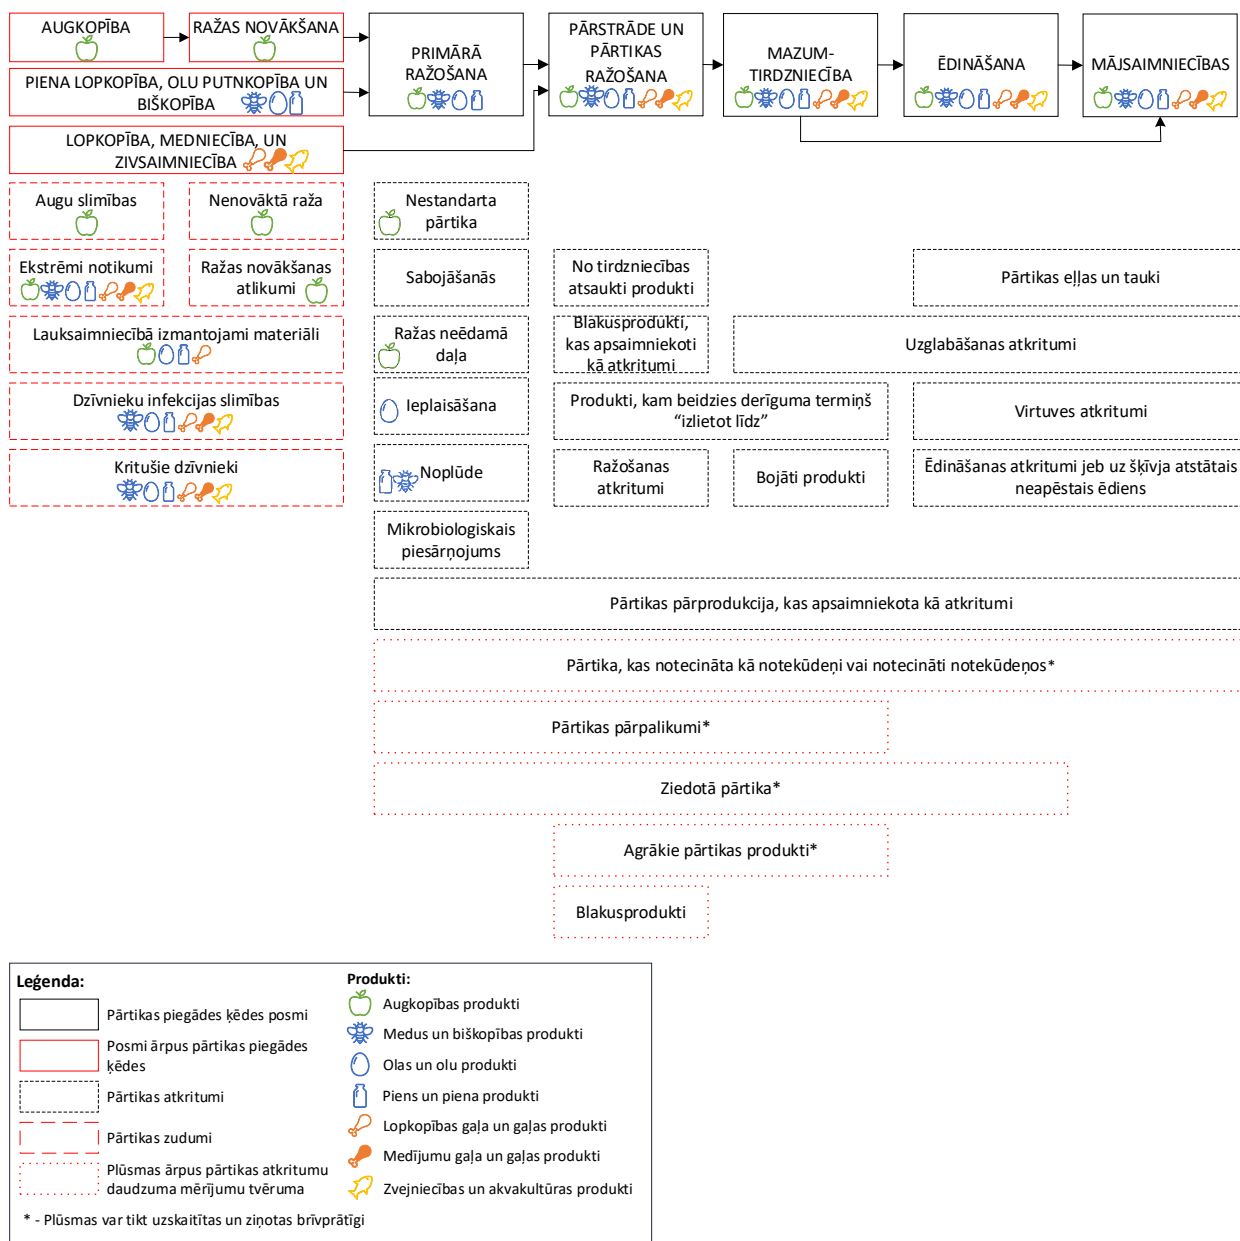 AUGKOPĪBA
RAŽAS NOVĀKŠANA
PIENA LOPKOPĪBA, OLU PUTNKOPĪBA UN
BIŠKOPĪBA
LOPKOPĪBA, MEDNIECĪBA, UN
ZIVSAIMNIECĪBA
PRIMĀRĀ
RAŽOŠANA
PĀRSTRĀDE UN
PĀRTIKAS
RAŽOŠANA
MAZUM-
TIRDZNIECĪBA
ĒDINĀŠANA
MĀJSAIMNIECĪBAS
Augu slimības
Nenovāktā raža
Nestandarta
pārtika
Ekstrēmi notikumi
Ražas novākšanas
atlikumi
Sabojāšanās
No tirdzniecības
atsaukti produkti
Pārtikas eļļas un tauki
Lauksaimniecībā izmantojami materiāli
Ražas neēdamā
daļa
Blakusprodukti,
kas apsaimniekoti
kā atkritumi
Uzglabāšanas atkritumi
Dzīvnieku infekcijas slimības
Ieplaisāšana
Produkti, kam beidzies derīguma termiņš
“izlietot līdz”
Virtuves atkritumi
Kritušie dzīvnieki
Noplūde
Ražošanas
atkritumi
Bojāti produkti
Ēdināšanas atkritumi jeb uz šķīvja atstātais
neapēstais ēdiens
Mikrobiologiskais
piesārņojums
Pārtikas pārprodukcija, kas apsaimniekota kā atkritumi
Pārtika, kas notecināta kā notekūdeņi vai notecināti notekūdeņos*
Pārtikas pārpalikumi*
Ziedotā pārtika*
Agrākie pārtikas produkti*
Blakusprodukti
Leģenda:
Pārtikas piegādes ķēdes posmi
Posmi ārpus pārtikas piegādes
ķēdes
Pārtikas atkritumi
Pārtikas zudumi
Plūsmas ārpus pārtikas atkritumu
daudzuma mērījumu tvēruma
* - Plūsmas var tikt uzskaitītas un ziņotas brīvprātīgi
Produkti:
Augkopības produkti
Medus un biškopības produkti
Olas un olu produkti
Piens un piena produkti
Lopkopības gaļa un gaļas produkti
Medījumu gaļa un gaļas produkti
Zvejniecības un akvakultūras produkti